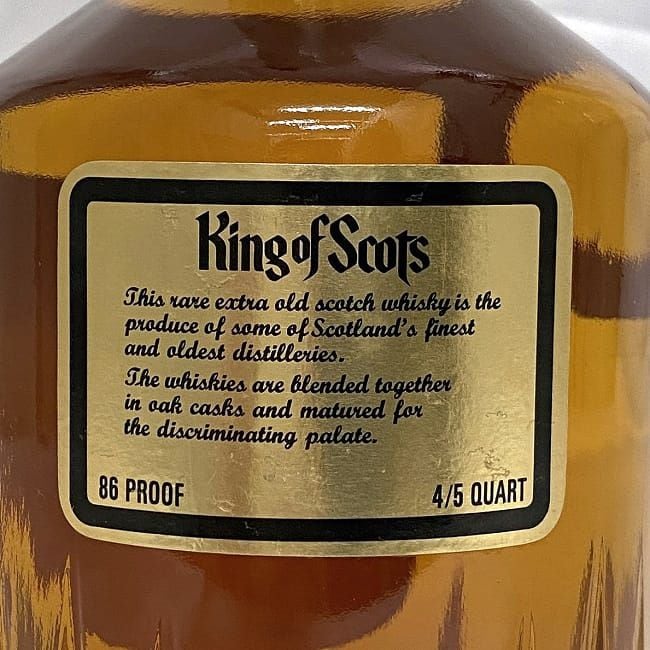 King of Scots
This rare extra old scotch whisky is the
produce of some of Scotland's finest
and oldest distilleries.
The whiskies are blended together
in oak casks and matured for
the discriminating palate.
86 PROOF 4/5 QUART